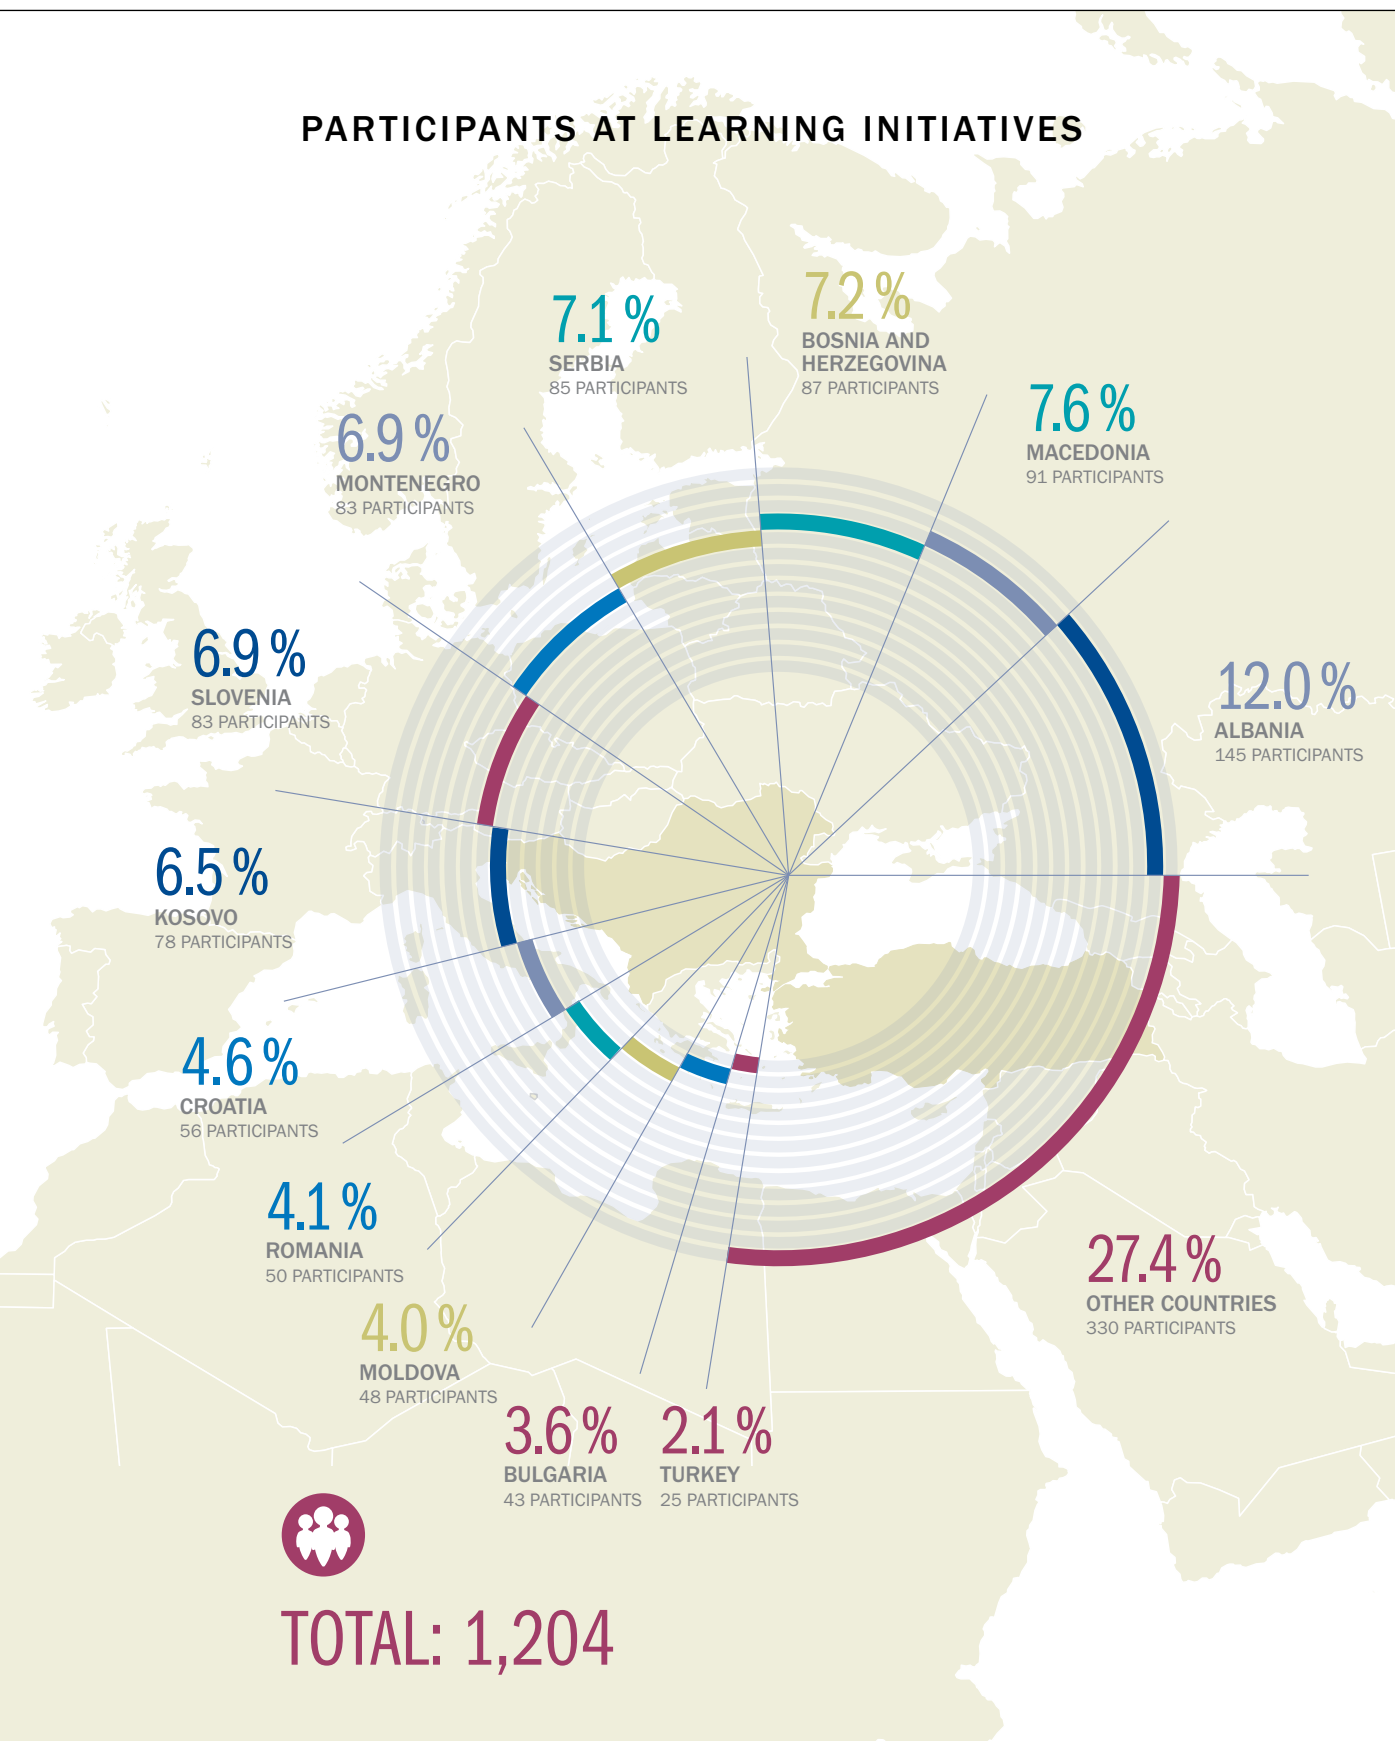 PARTICIPANTS AT LEARNING INITIATIVES
7.2 %
BOSNIA AND
HERZEGOVINA
87 PARTICIPANTS
7.1 %
SERBIA
85 PARTICIPANTS
7.6 %
MACEDONIA
91 PARTICIPANTS
6.9 %
MONTENEGRO
83 PARTICIPANTS
6.9 %
SLOVENIA
83 PARTICIPANTS
12.0 %
ALBANIA
145 PARTICIPANTS
6.5 %
KOSOVO
78 PARTICIPANTS
4.6 %
CROATIA
56 PARTICIPANTS
4.1 %
ROMANIA
50 PARTICIPANTS
27.4 %
OTHER COUNTRIES
330 PARTICIPANTS
4.0 %
MOLDOVA
48 PARTICIPANTS
3.6 %
BULGARIA
43 PARTICIPANTS
2.1 %
TURKEY
25 PARTICIPANTS
TOTAL: 1,204